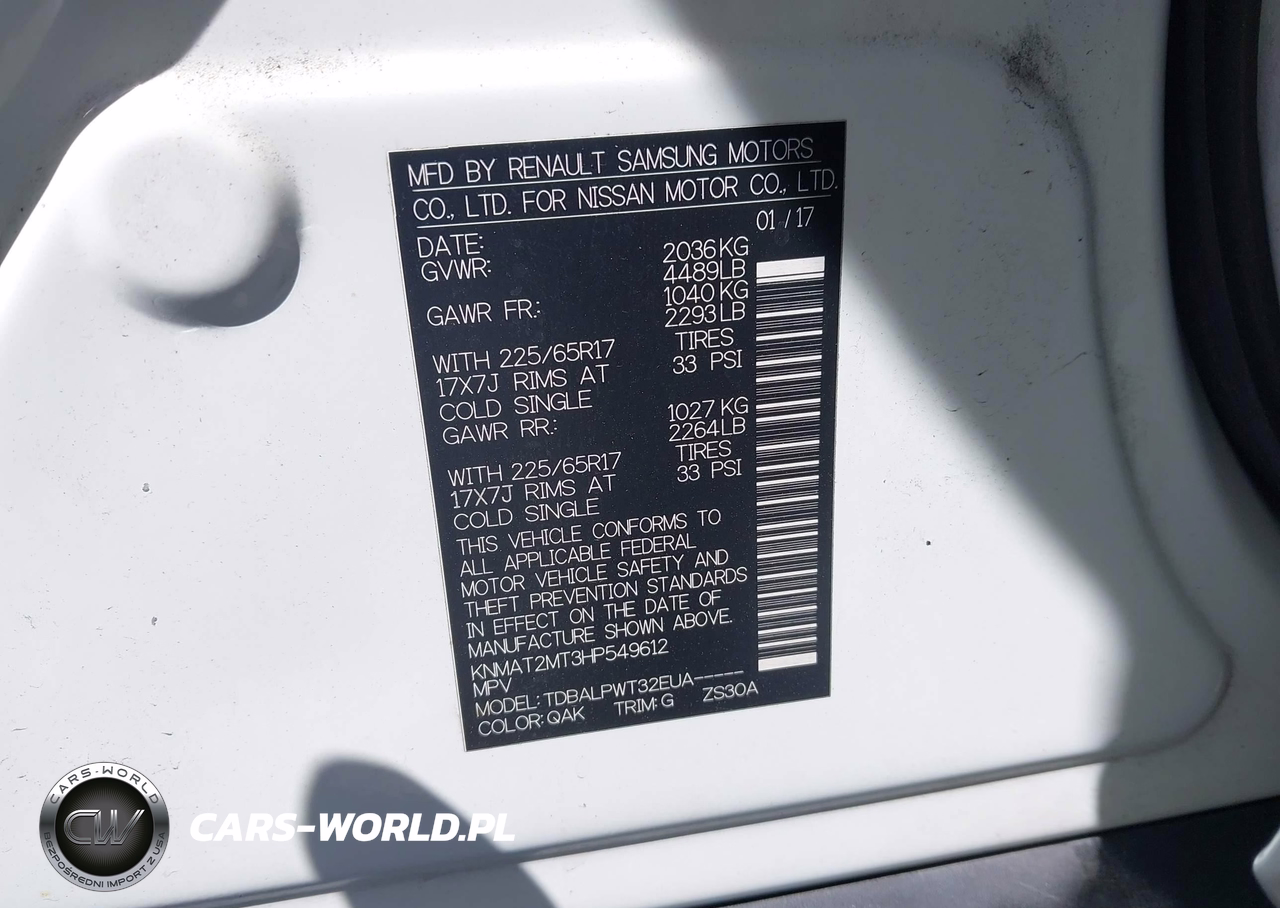 MFD BY RENAULT SAMSUNG MOTORS
CO., LTD. FOR NISSAN MOTOR CO., LTD.
DATE: 01 / 17
GVWR: 2036 KG
4489LB
GAWR FR.: 1040 KG
2293 LB
WITH 225/65R17 TIRES
17X7J RIMS AT 33 PSI
COLD SINGLE
GAWR RR.: 1027 KG
2264LB
WITH 225/65R17 TIRES
17X7J RIMS AT 33 PSI
COLD SINGLE
THIS VEHICLE CONFORMS TO
ALL APPLICABLE FEDERAL
MOTOR VEHICLE SAFETY AND
THEFT PREVENTION STANDARDS
IN EFFECT ON THE DATE OF
MANUFACTURE SHOWN ABOVE.
KNMAT2MT3HP549612
MPV
MODEL: TDBALPWT32EUA-----
COLOR: QAK TRIM: G ZS30A
CARS-WORLD
CW
BEZPOŚREDNI IMPORT Z USA
CARS-WORLD.PL